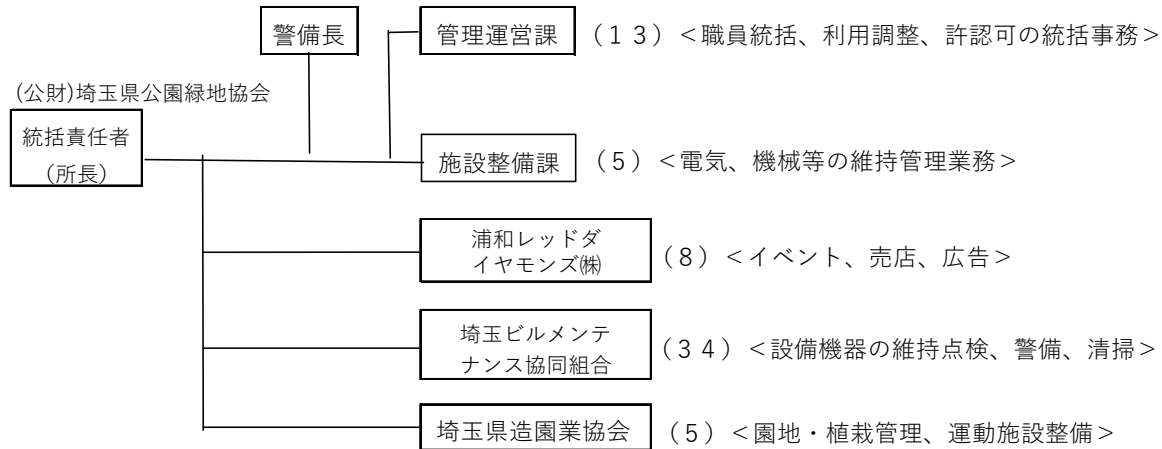 警備長
管理運営課 （１３）＜職員統括、利用調整、許認可の統括事務＞
(公財)埼玉県公園緑地協会
統括責任者
(所長)
施設整備課 （５）＜電気、機械等の維持管理業務＞
浦和レッドダ
イヤモンズ㈱
（８）＜イベント、売店、広告＞
埼玉ビルメンテ
ナンス協同組合
（３４）＜設備機器の維持点検、警備、清掃＞
埼玉県造園業協会 （５）＜園地・植栽管理、運動施設整備＞